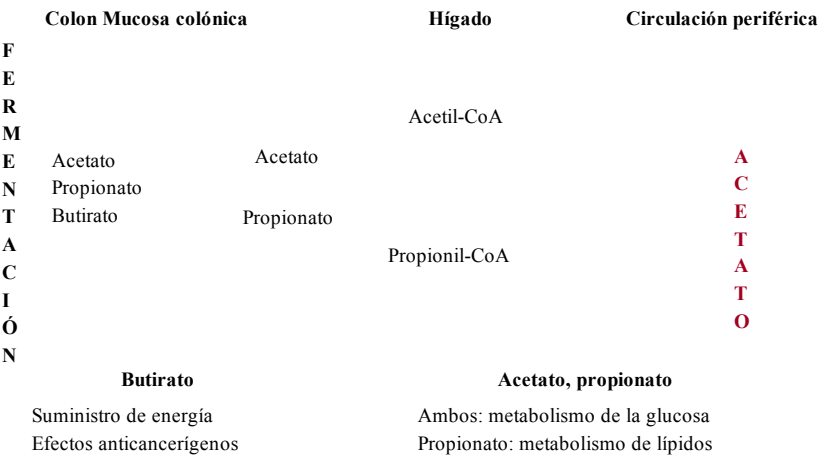 Colon Mucosa colónica
Hígado
Circulación periférica
F
E
R
M
E
N
T
A
C
I
Ó
N
Acetato
Propionato
Butirato
Acetato
Propionato
Acetil-CoA
Propionil-CoA
A
C
E
T
A
T
O
Butirato
Suministro de energía
Efectos anticancerígenos
Acetato, propionato
Ambos: metabolismo de la glucosa
Propionato: metabolismo de lípidos